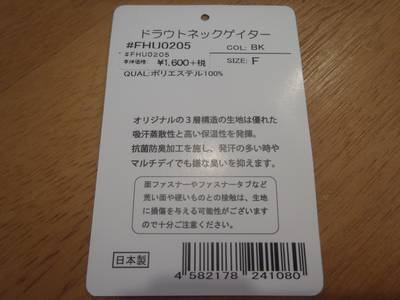 ドラウトネックゲイター
#FHU0205
COL: BK
#FHU0205
本体価格: ¥1,600+税
SIZE: F
QUAL:ポリエステル100%
オリジナルの3層構造の生地は優れた
吸汗蒸散性と高い保温性を発揮。
抗菌防臭加工を施し、発汗の多い時や
マルチデイでも嫌な臭いを抑えます。
面ファスナーやファスナータブなど
荒い面や硬いものとの接触は、生地
に損傷を与える可能性がございます
ので十分ご注意ください。
日本製
4 582178 241080